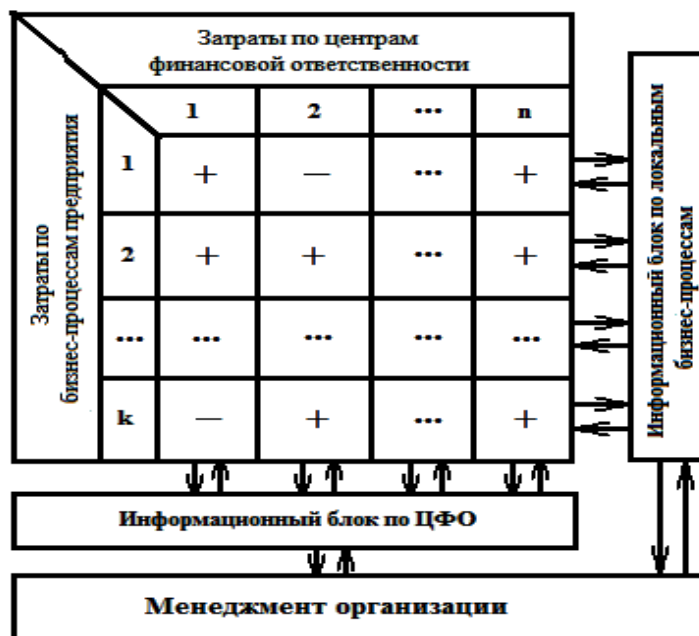 Затраты по центрам
финансовой ответственности
1 2 ... n
Затраты по
бизнес-процессам предприятия
1 + — ... +
2 + + ... +
... ... ... ... ...
k — + ... +
Информационный блок по локальным
бизнес-процессам
Информационный блок по ЦФО
Менеджмент организации